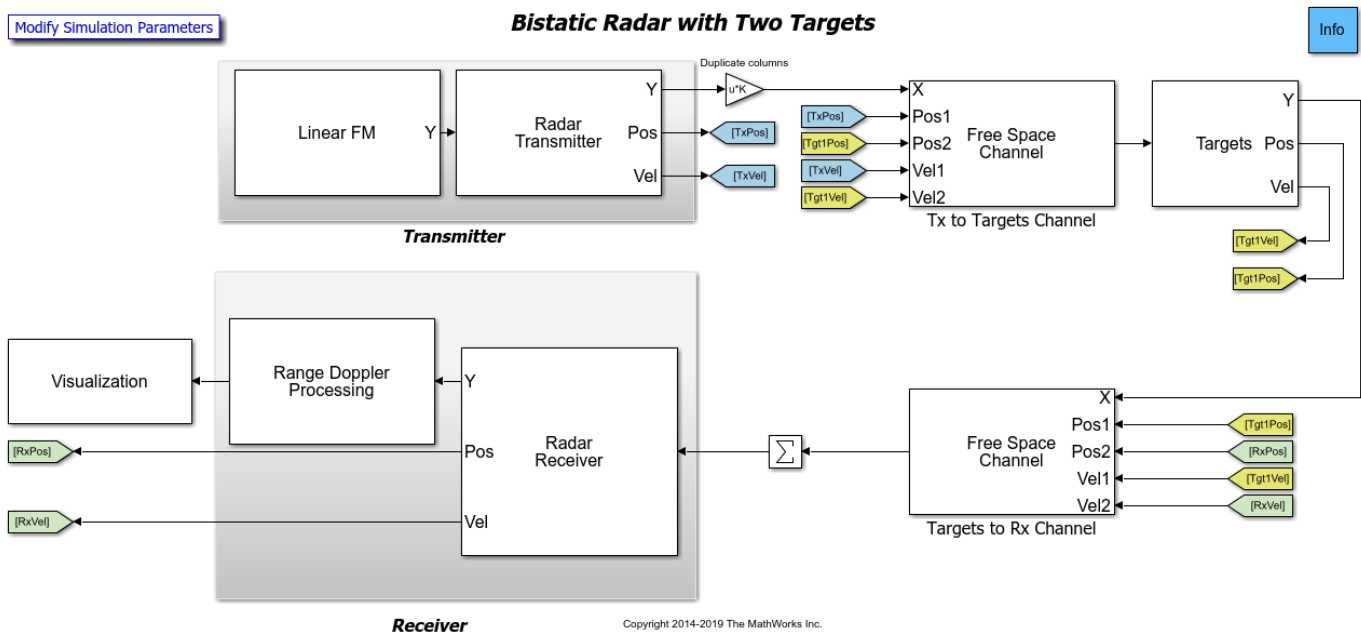 Modify Simulation Parameters
Bistatic Radar with Two Targets
Info
Linear FM
Y
Radar
Transmitter
Y
Pos
Vel
Transmitter
Duplicate columns
u*K
[TxPos]
[TxVel]
[TxPos]
[Tgt1Pos]
[TxVel]
[Tgt1Vel]
X
Pos1
Pos2
Vel1
Vel2
Free Space
Channel
Tx to Targets Channel
Targets
Y
Pos
Vel
[Tgt1Vel]
[Tgt1Pos]
Visualization
[RxPos]
[RxVel]
Range Doppler
Processing
Y
Pos
Vel
Radar
Receiver
Receiver
∑
Free Space
Channel
X
Pos1
Pos2
Vel1
Vel2
Targets to Rx Channel
[Tgt1Pos]
[RxPos]
[Tgt1Vel]
[RxVel]
Copyright 2014-2019 The MathWorks Inc.